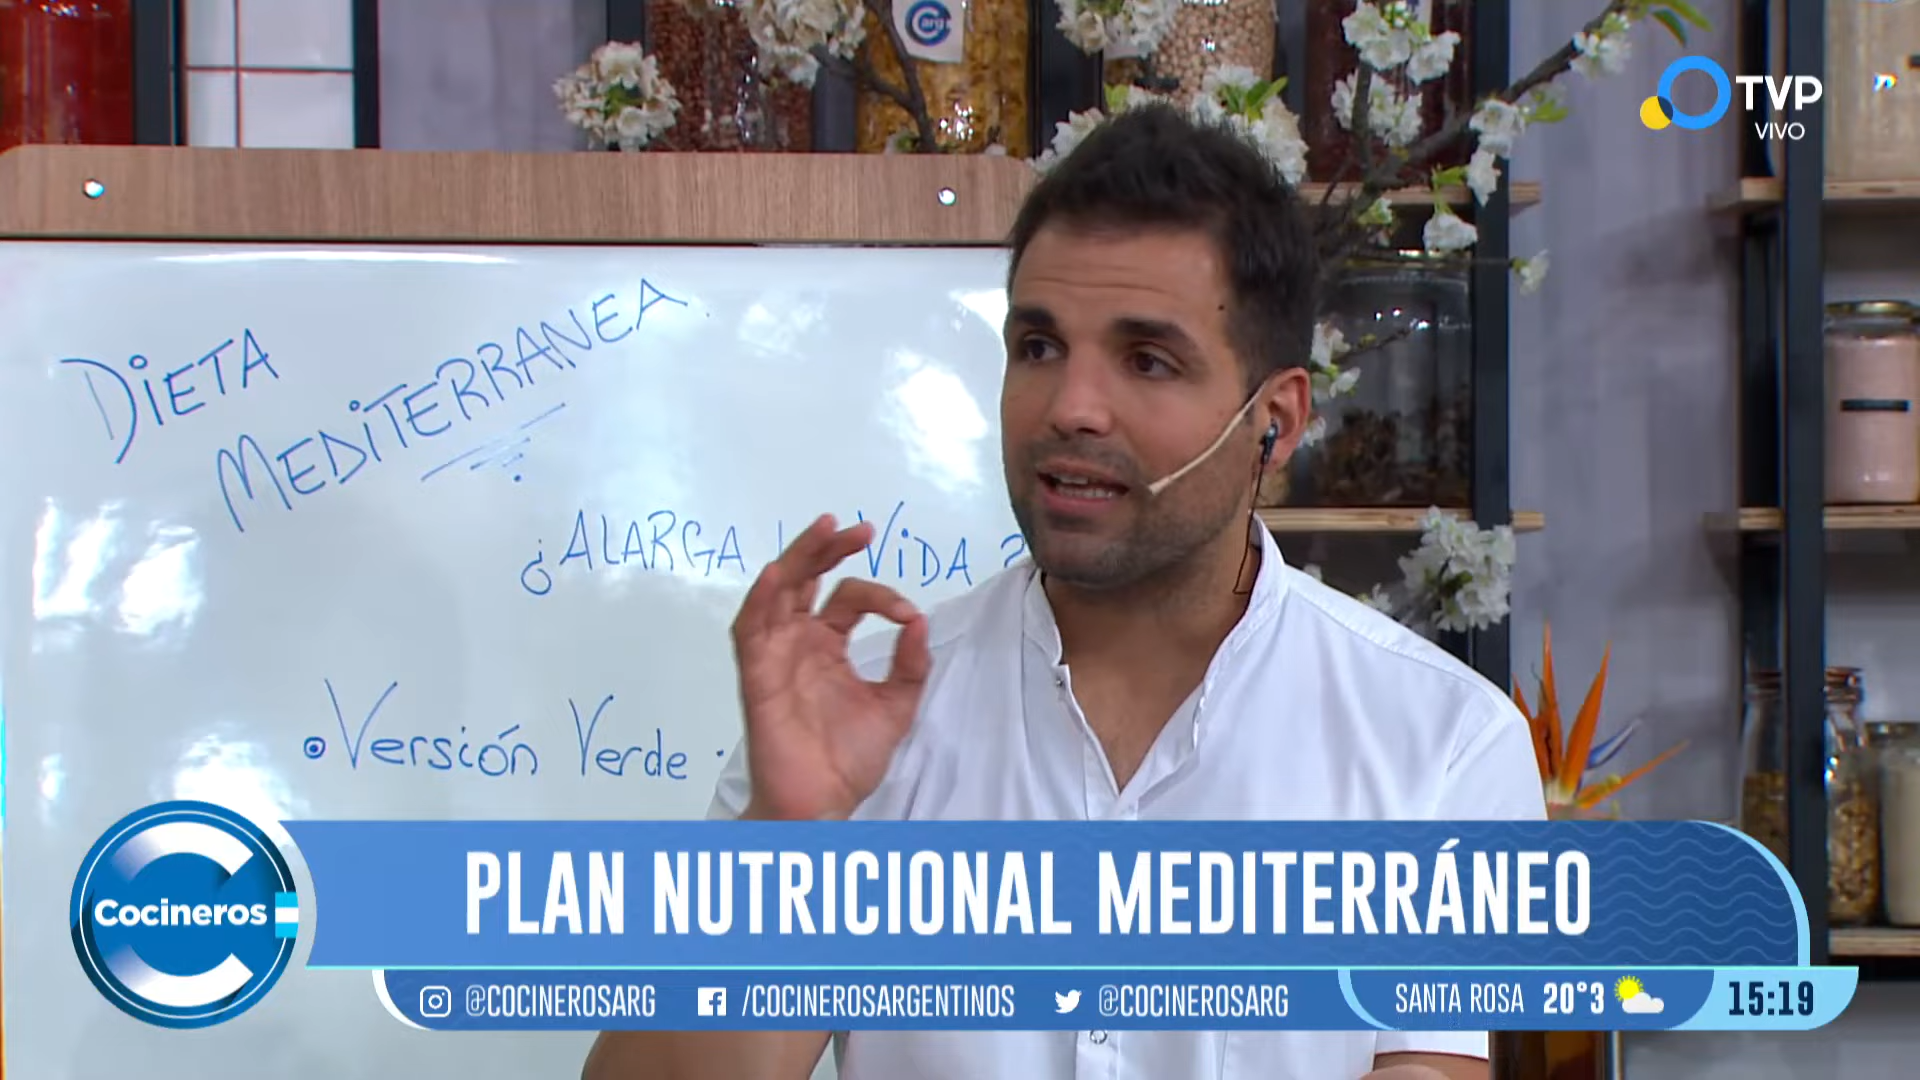 Carg
TVP
VIVO
DiETA
MEDiTERRANEA
¿ALARGA ViDA?
Versión Verde
Cocineros
PLAN NUTRICIONAL MEDITERRÁNEO
@COCINEROSARG /COCINEROSARGENTINOS @COCINEROSARG
SANTA ROSA 20°3 15:19